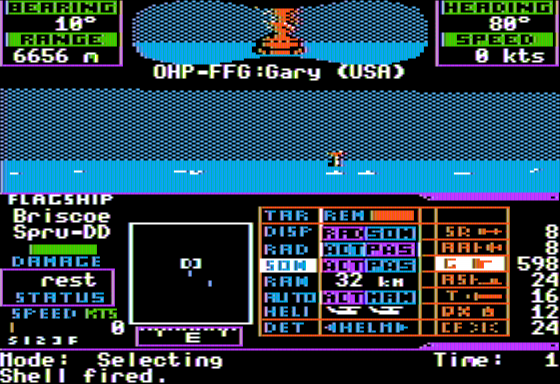 BEARING
10°
RANGE
6656 m
HEADING
80°
SPEED
0 kts
OHP-FFG:Gary (USA)
FLAGSHIP
Briscoe
Spru-DD
DAMAGE
rest
STATUS
SPEED KTS
0
E
TAR REM
DISP RAD SON
RAD ACT PAS
SON ACT PAS
RAN 32 kM
AUTO ACT MAN
HELI
DET ◁HELM▷
8
8
598
24
16
12
24
Mode: Selecting
Time: 1
Shell fired.